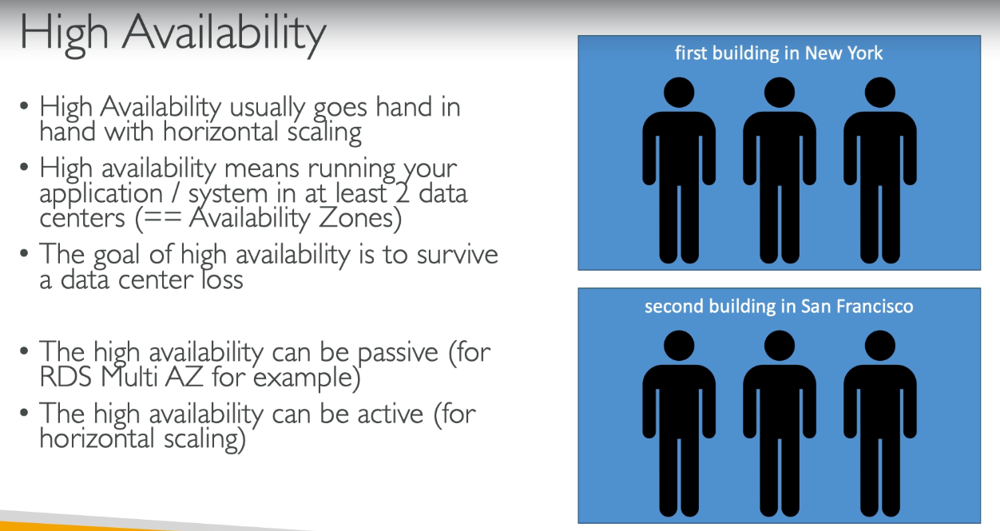 High Availability
• High Availability usually goes hand in
hand with horizontal scaling
• High availability means running your
application / system in at least 2 data
centers (== Availability Zones)
• The goal of high availability is to survive
a data center loss
• The high availability can be passive (for
RDS Multi AZ for example)
• The high availability can be active (for
horizontal scaling)
first building in New York
second building in San Francisco